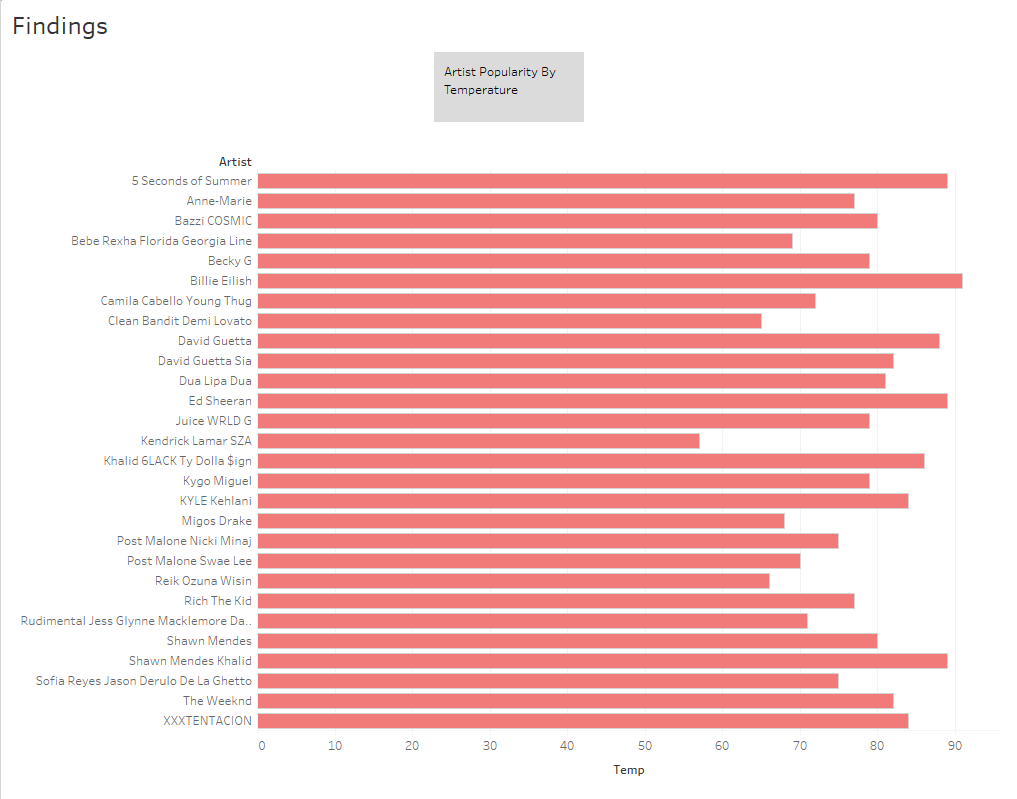 Findings
Artist Popularity By
Temperature
Artist
5 Seconds of Summer
Anne-Marie
Bazzi COSMIC
Bebe Rexha Florida Georgia Line
Becky G
Billie Eilish
Camila Cabello Young Thug
Clean Bandit Demi Lovato
David Guetta
David Guetta Sia
Dua Lipa Dua
Ed Sheeran
Juice WRLD G
Kendrick Lamar SZA
Khalid 6LACK Ty Dolla $ign
Kygo Miguel
KYLE Kehlani
Migos Drake
Post Malone Nicki Minaj
Post Malone Swae Lee
Reik Ozuna Wisin
Rich The Kid
Rudimental Jess Glynne Macklemore Da..
Shawn Mendes
Shawn Mendes Khalid
Sofia Reyes Jason Derulo De La Ghetto
The Weeknd
XXXTENTACION
0 10 20 30 40 50 60 70 80 90
Temp